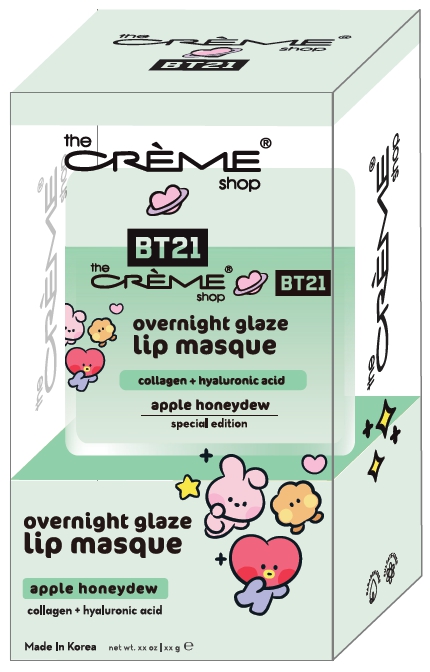 the
CRÈME®
shop
BT21
the
CRÈME®
shop
BT21
the
CRÈME® BT21
shop
overnight glaze
lip masque
collagen + hyaluronic acid
apple honeydew
special edition
overnight glaze
lip masque
apple honeydew
collagen + hyaluronic acid
Made In Korea net wt. xx oz | xx g ℮
the
CRÈME®
shop
the
CRÈME®
shop